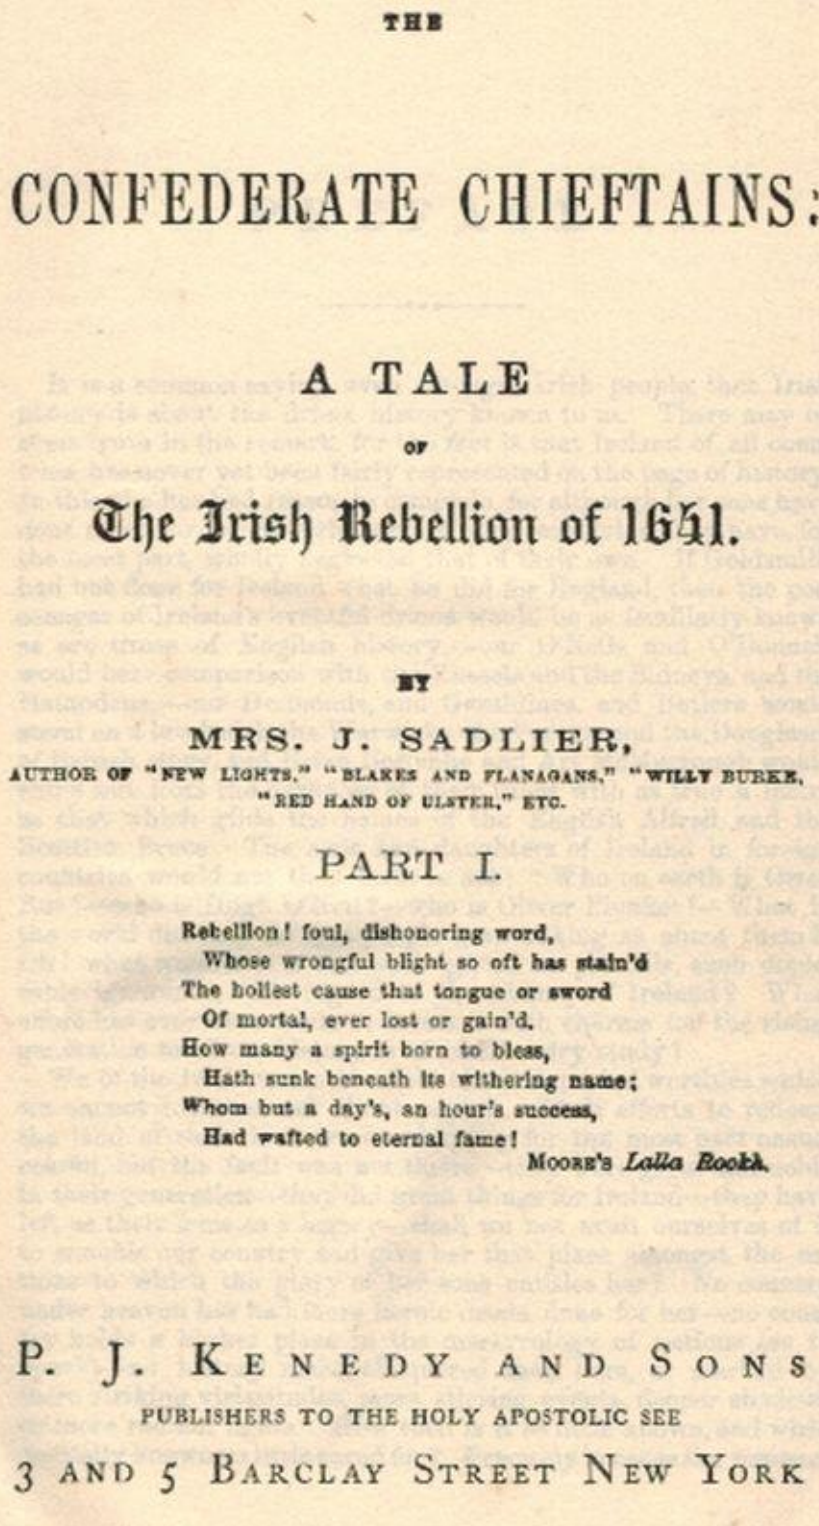 THE
CONFEDERATE CHIEFTAINS:
A TALE
OF
The Irish Rebellion of 1641.
BY
MRS. J. SADLIER,
AUTHOR OF "NEW LIGHTS," "BLAKES AND FLANAGANS," "WILLY BURKE,
"RED HAND OF ULSTER," ETC.
PART I.
Rebellion! foul, dishonoring word,
Whose wrongful blight so oft has stain'd
The holiest cause that tongue or sword
Of mortal, ever lost or gain'd.
How many a spirit born to bless,
Hath sunk beneath its withering name;
Whom but a day's, an hour's success,
Had wafted to eternal fame!
MOORE'S Lalla Rookh.
P. J. KENEDY AND SONS
PUBLISHERS TO THE HOLY APOSTOLIC SEE
3 AND 5 BARCLAY STREET NEW YORK